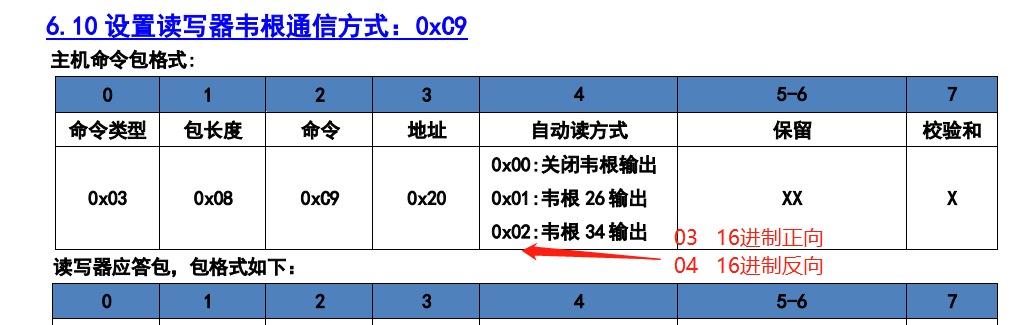 6.10 设置读写器韦根通信方式：0xC9
主机命令包格式:
0 1 2 3 4 5-6 7
命令类型 包长度 命令 地址 自动读方式 保留 校验和
0x00:关闭韦根输出
0x03 0x08 0xC9 0x20 0x01:韦根 26 输出 XX X
0x02:韦根 34 输出
03 16进制正向
04 16进制反向
读写器应答包，包格式如下：
0 1 2 3 4 5-6 7